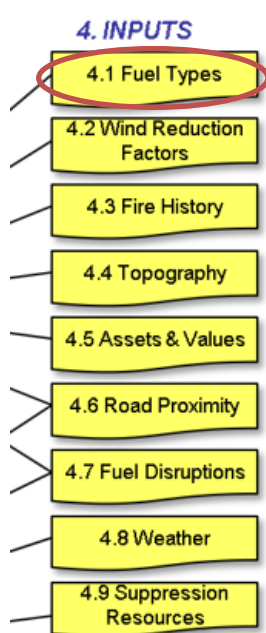 4. INPUTS
4.1 Fuel Types
4.2 Wind Reduction
Factors
4.3 Fire History
4.4 Topography
4.5 Assets & Values
4.6 Road Proximity
4.7 Fuel Disruptions
4.8 Weather
4.9 Suppression
Resources